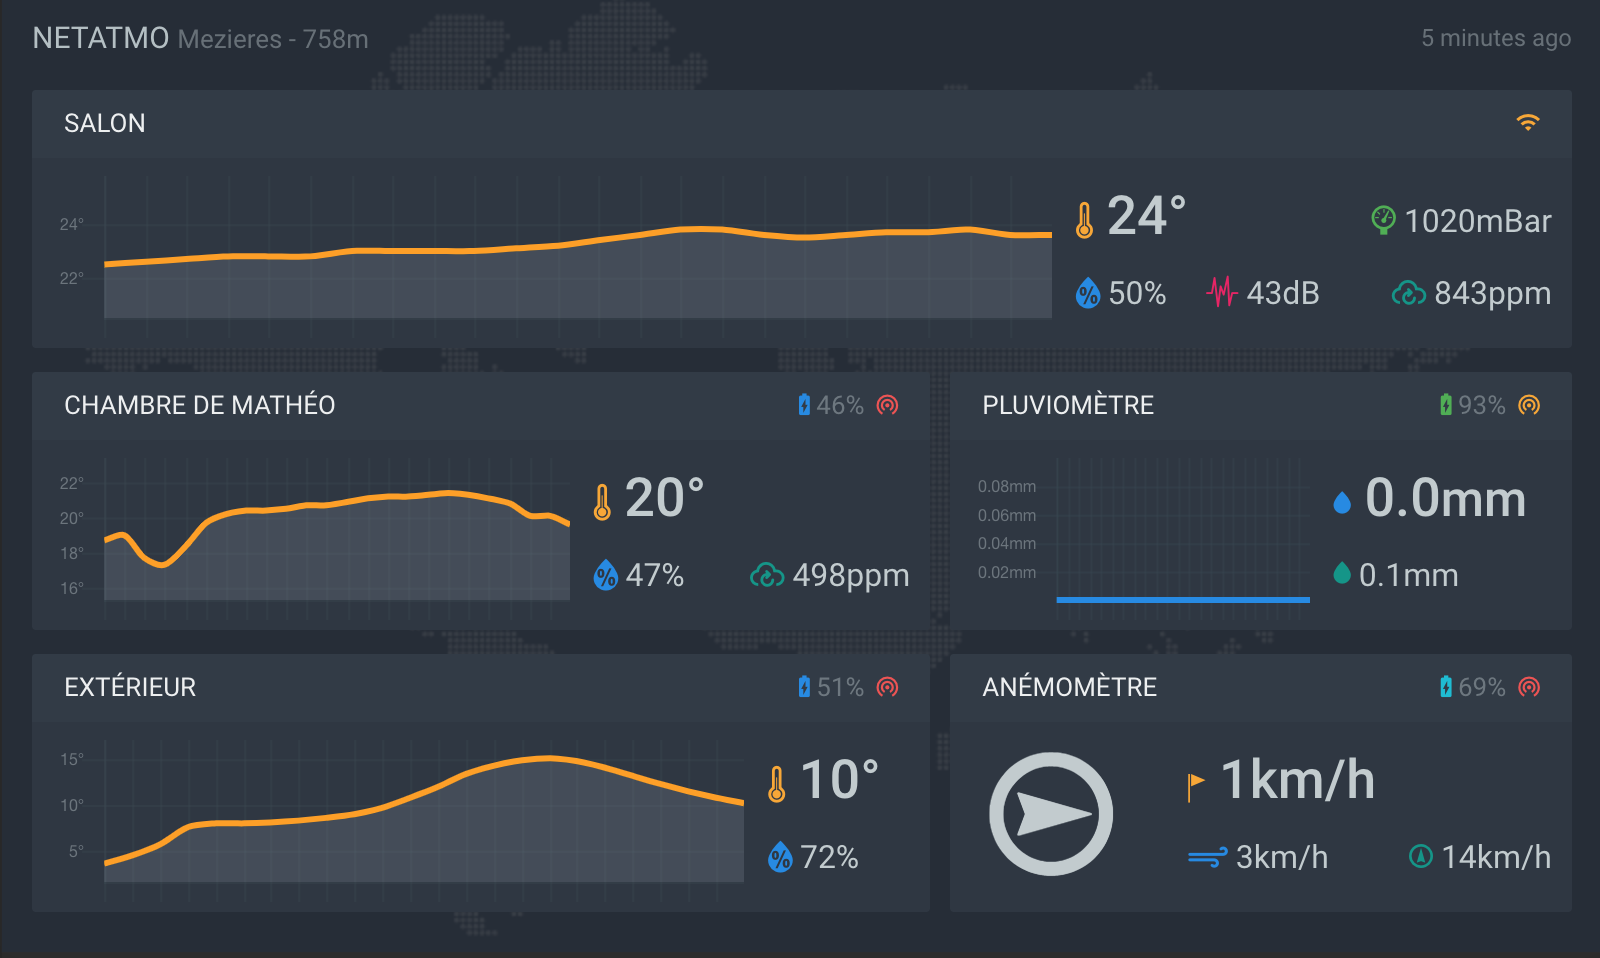 NETATMO Mezieres - 758m
5 minutes ago
SALON
24°
22°
24°
1020mBar
50%
43dB
843ppm
CHAMBRE DE MATHÉO
46%
22°
20°
18°
16°
20°
47%
498ppm
PLUVIOMÈTRE
93%
0.08mm
0.06mm
0.04mm
0.02mm
0.0mm
0.1mm
EXTÉRIEUR
51%
15°
10°
5°
10°
72%
ANÉMOMÈTRE
69%
1km/h
3km/h
14km/h